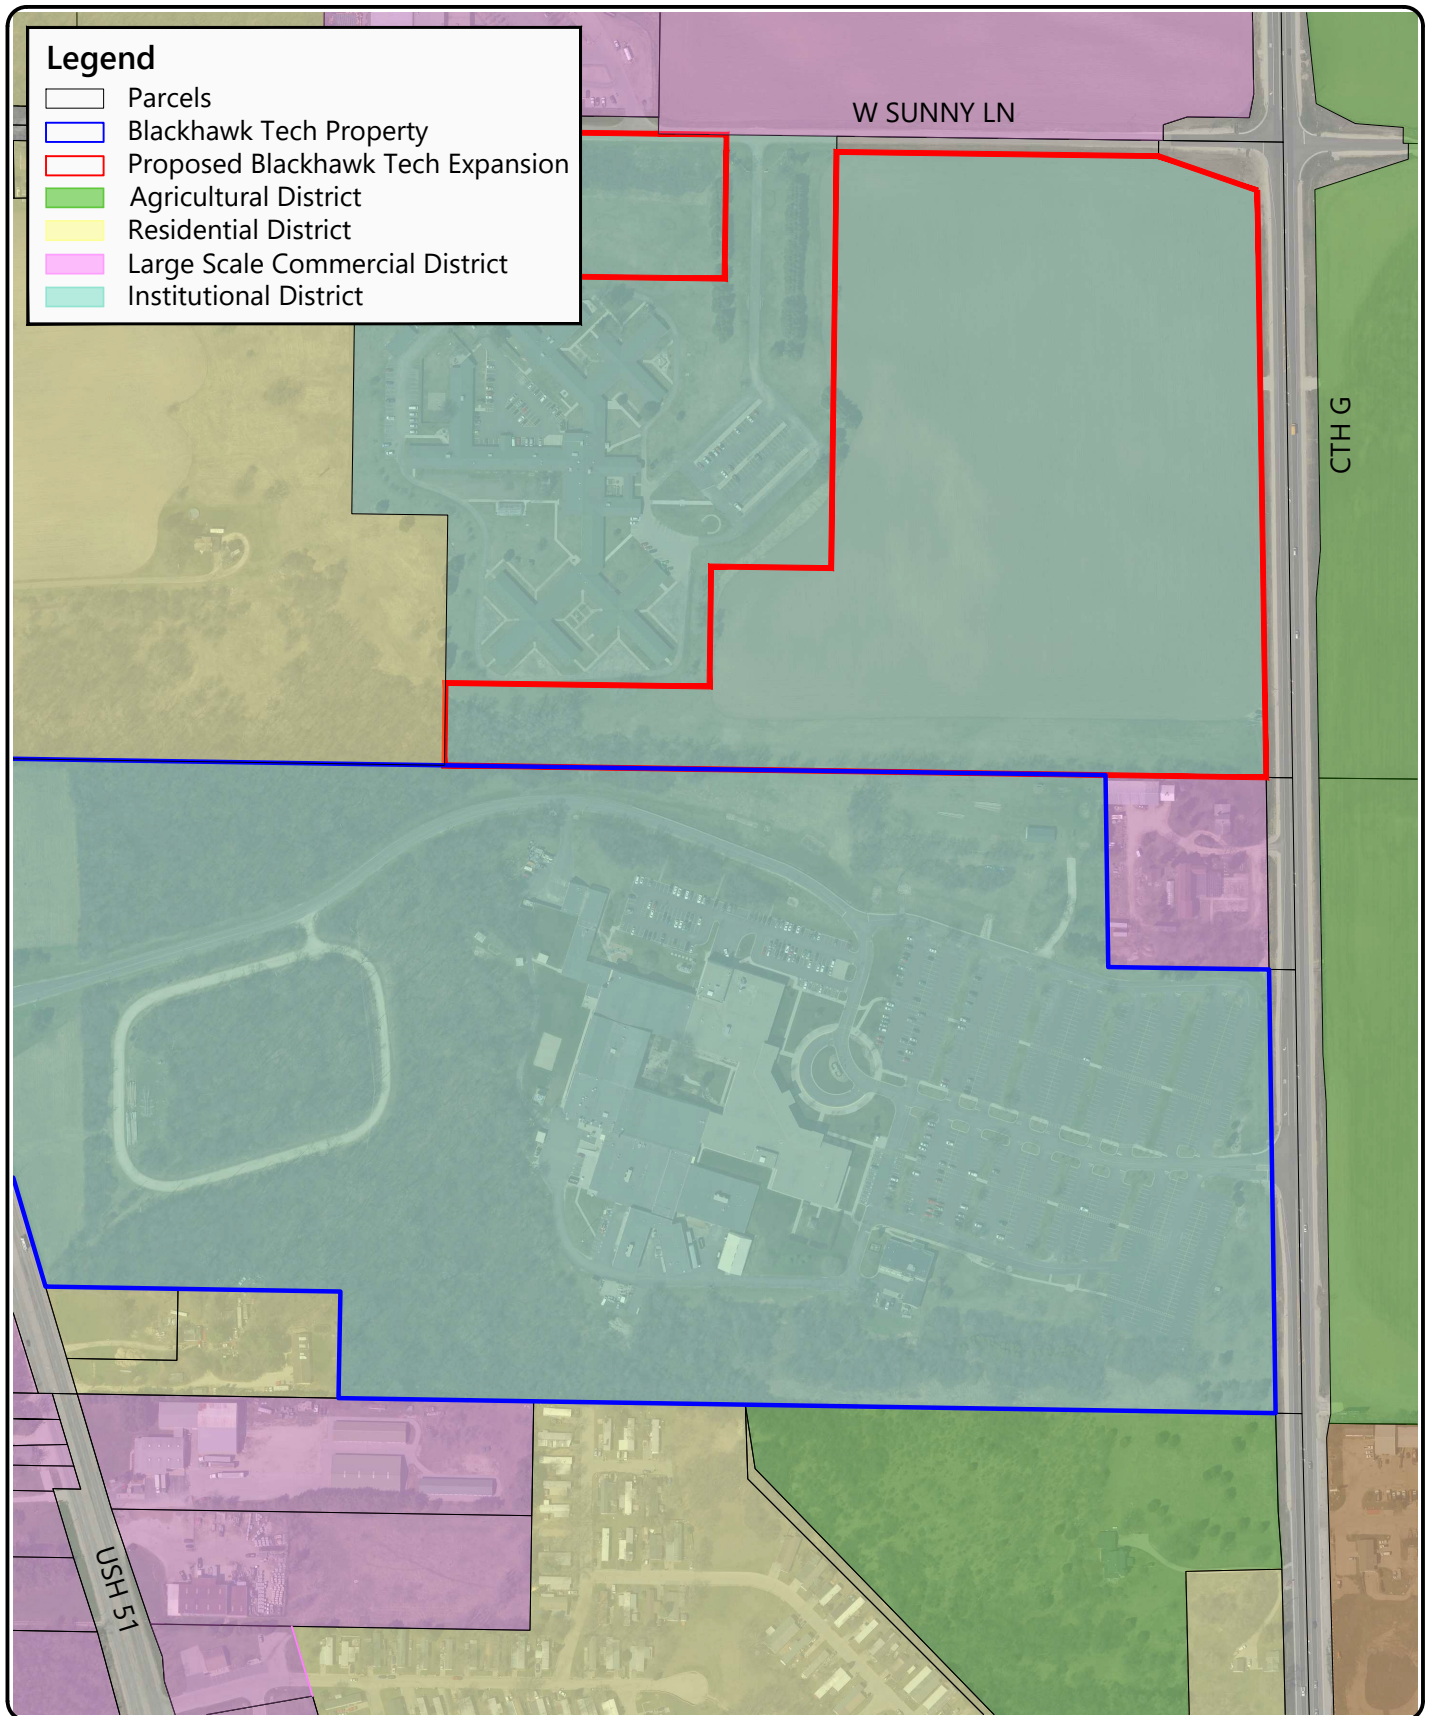 Legend
Parcels
Blackhawk Tech Property
Proposed Blackhawk Tech Expansion
Agricultural District
Residential District
Large Scale Commercial District
Institutional District
W SUNNY LN
CTH G
USH 51